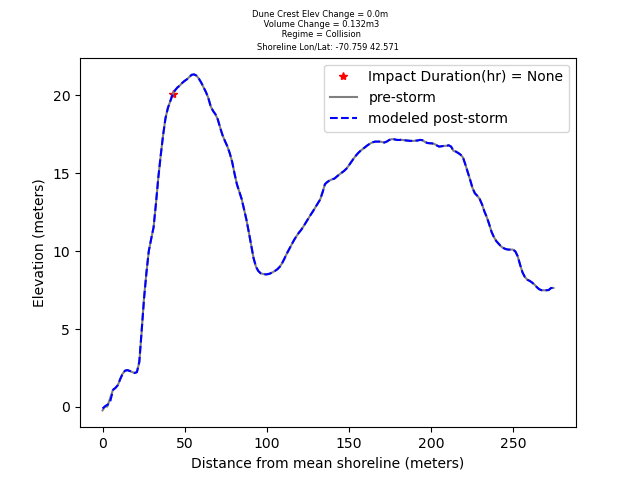 Dune Crest Elev Change = 0.0m
Volume Change = 0.132m3
Regime = Collision
Shoreline Lon/Lat: -70.759 42.571
Impact Duration(hr) = None
pre-storm
modeled post-storm
20
15
10
5
0
Elevation (meters)
0 50 100 150 200 250
Distance from mean shoreline (meters)